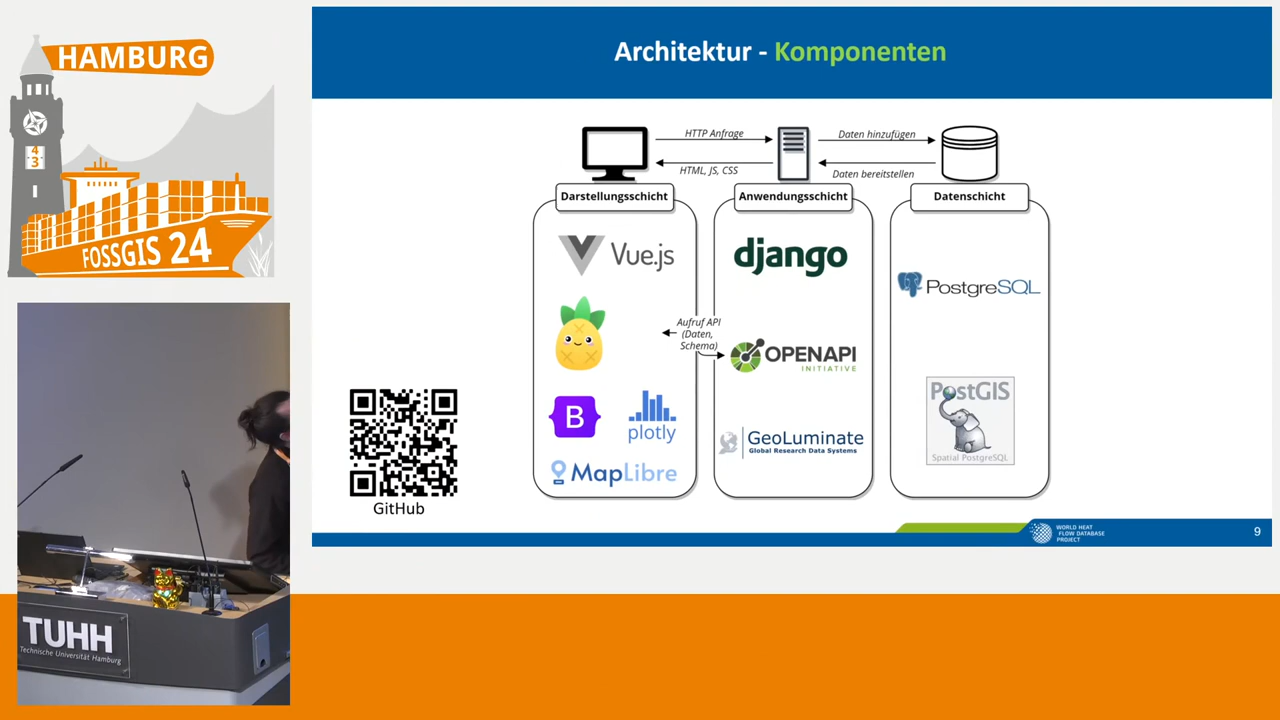 HAMBURG
4
3
FOSSGIS 24
TUHH
Technische Universität Hamburg
Architektur - Komponenten
HTTP Anfrage
HTML, JS, CSS
Daten hinzufügen
Daten bereitstellen
Darstellungsschicht
Anwendungsschicht
Datenschicht
Vue.js
B
plotly
MapLibre
Aufruf API
(Daten,
Schema)
django
OPENAPI
INITIATIVE
GeoLuminate
Global Research Data Systems
PostgreSQL
PostGIS
Spatial PostgreSQL
GitHub
WORLD HEAT
FLOW DATABASE
PROJECT
9